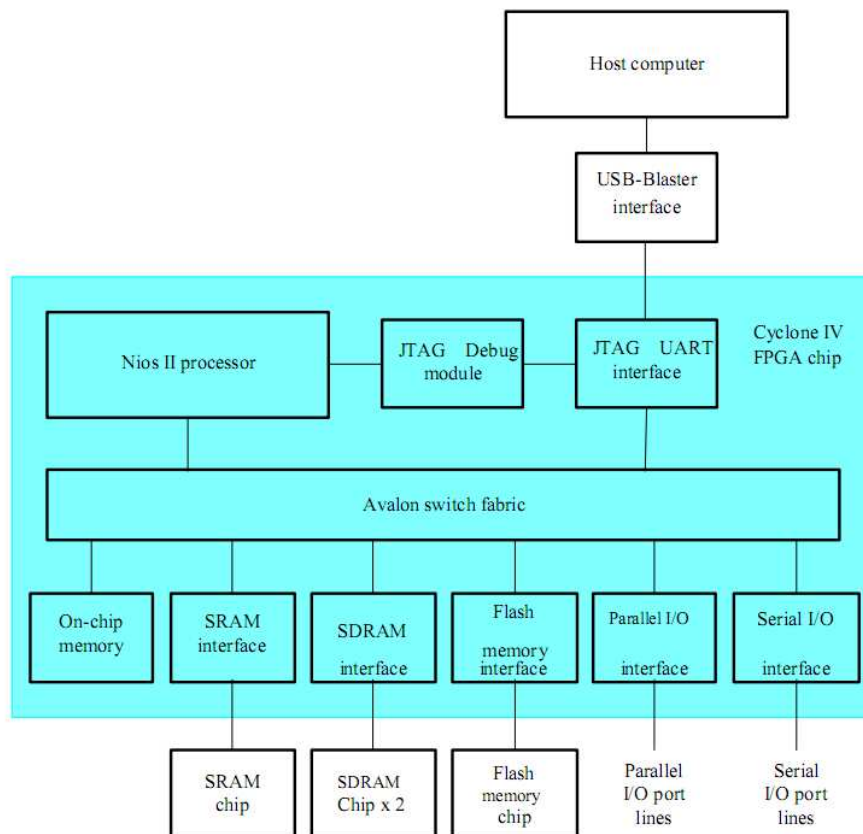 Host computer
USB-Blaster
interface
Cyclone IV
FPGA chip
Nios II processor
JTAG Debug
module
JTAG UART
interface
Avalon switch fabric
On-chip
memory
SRAM
interface
SDRAM
interface
Flash
memory
interface
Parallel I/O
interface
Serial I/O
interface
SRAM
chip
SDRAM
Chip x 2
Flash
memory
chip
Parallel
I/O port
lines
Serial
I/O port
lines